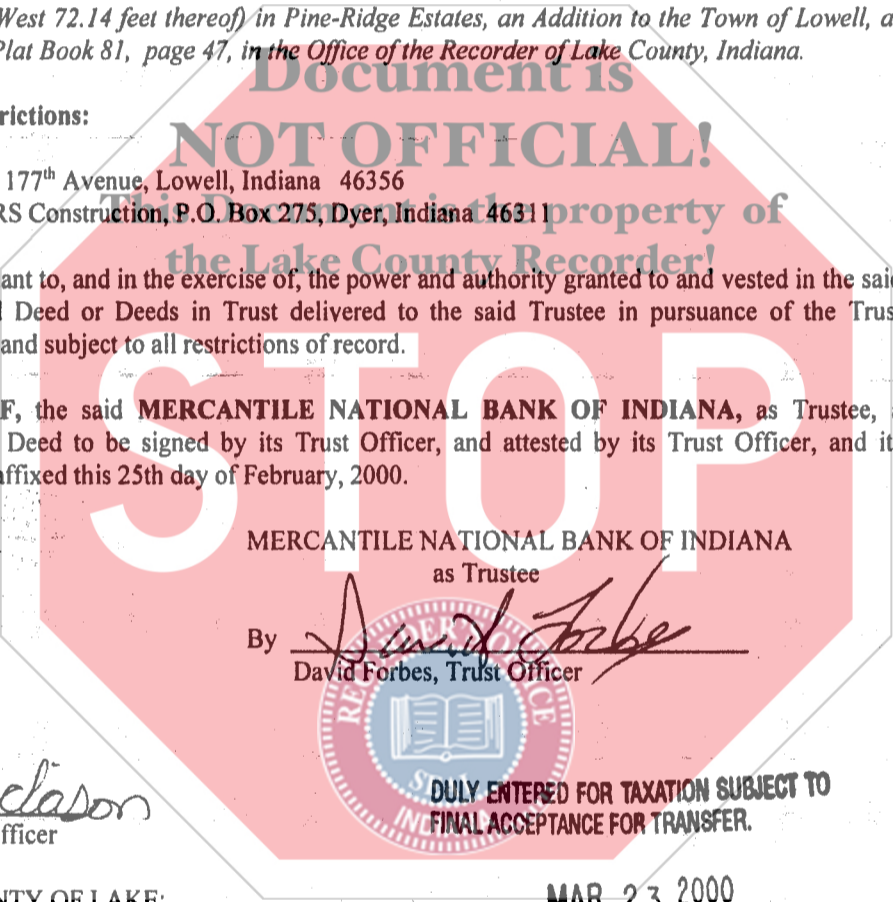 West 72.14 feet thereof) in Pine-Ridge Estates, an Addition to the Town of Lowell, a
Plat Book 81, page 47, in the Office of the Recorder of Lake County, Indiana.
Document is
rictions:
NOT OFFICIAL!
177th Avenue, Lowell, Indiana 46356
This Document is the property of
RS Construction, P.O. Box 275, Dyer, Indiana 46311
the Lake County Recorder!
ant to, and in the exercise of, the power and authority granted to and vested in the said
Deed or Deeds in Trust delivered to the said Trustee in pursuance of the Trus
and subject to all restrictions of record.
STOP
F, the said MERCANTILE NATIONAL BANK OF INDIANA, as Trustee,
Deed to be signed by its Trust Officer, and attested by its Trust Officer, and it
affixed this 25th day of February, 2000.
MERCANTILE NATIONAL BANK OF INDIANA
as Trustee
By David Forbes
David Forbes, Trust Officer
RECORDER'S OFFICE
SEAL
INDIANA
clason
fficer
DULY ENTERED FOR TAXATION SUBJECT TO
FINAL ACCEPTANCE FOR TRANSFER.
NTY OF LAKE:
MAR 23 2000